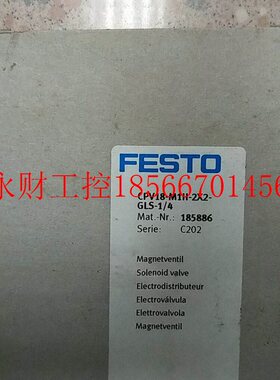 FESTO
CPV18-M1H-2X2-
GLS-1/4
Mat.-Nr.: 185886
Serie: C202
永财工控18566701456
Magnetventil
Solenoid valve
Electrodistributeur
Electroválvula
Elettrovalvola
Magnetventil